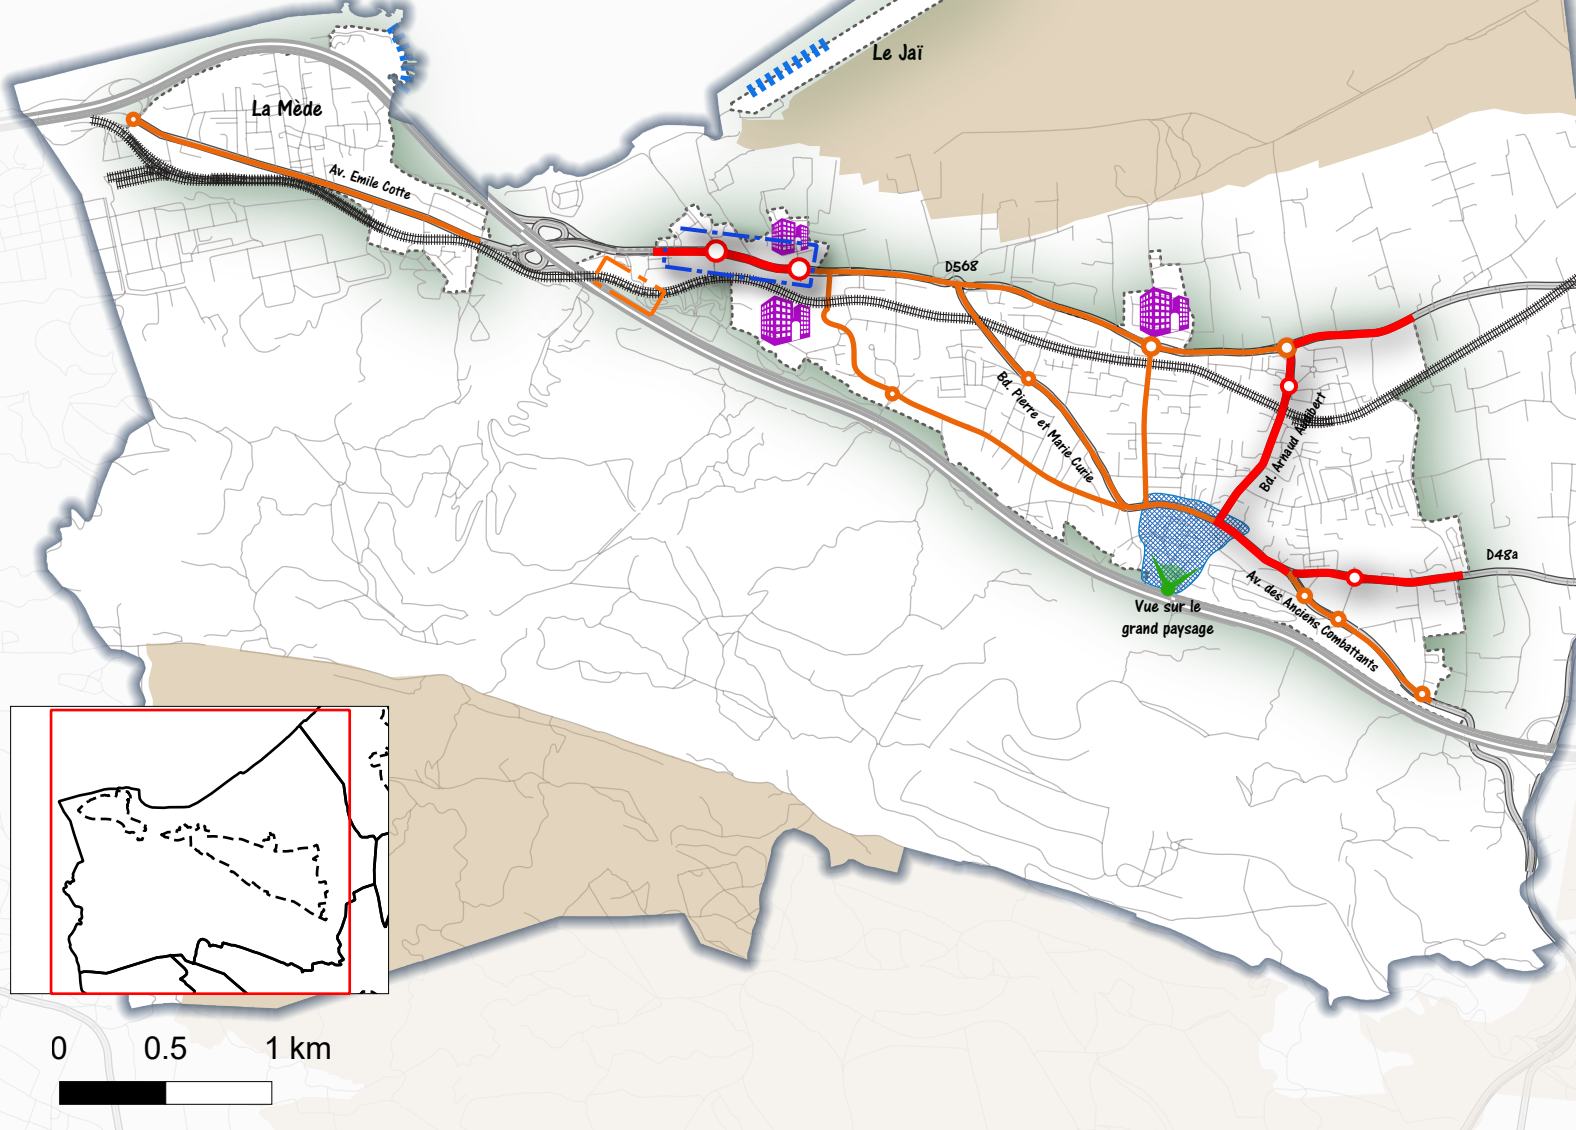 Le Jaï
La Mède
Av. Emile Cotte
D568
Bd. Pierre et Marie Curie
Bd. Arnaud Audibert
D48a
Av. des Anciens Combattants
Vue sur le
grand paysage
0 0.5 1 km